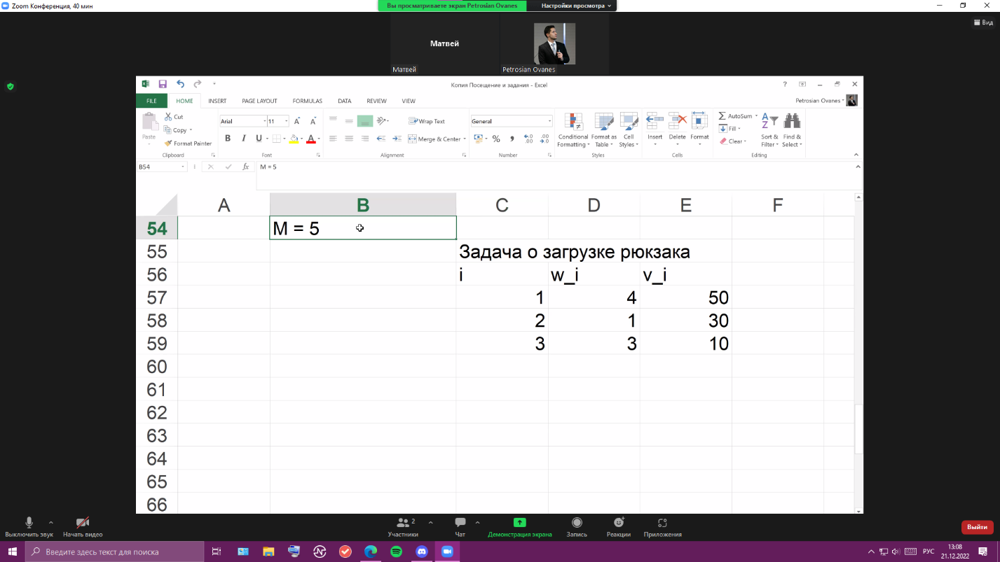 Zoom Конференция, 40 мин
Вы просматриваете экран Petrosian Ovanes
Настройки просмотра
Вид
Матвей
Матвей
Petrosian Ovanes
Копия Посещение и задания - Excel
FILE HOME INSERT PAGE LAYOUT FORMULAS DATA REVIEW VIEW
Petrosian Ovanes
Paste
Cut
Copy
Format Painter
Clipboard
Arial 11
B I U
Font
Wrap Text
Merge & Center
Alignment
General
Number
Conditional Formatting
Format as Table
Cell Styles
Styles
Insert Delete Format
Cells
AutoSum
Fill
Clear
Sort & Filter
Find & Select
Editing
B54 fx M = 5
A B C D E F
54 M = 5
55 Задача о загрузке рюкзака
56 i w_i v_i
57 1 4 50
58 2 1 30
59 3 3 10
60
61
62
63
64
65
66
Выключить звук
Начать видео
Участники 2
Чат
Демонстрация экрана
Запись
Реакции
Приложения
Выйти
Введите здесь текст для поиска
РУС
13:08
21.12.2022